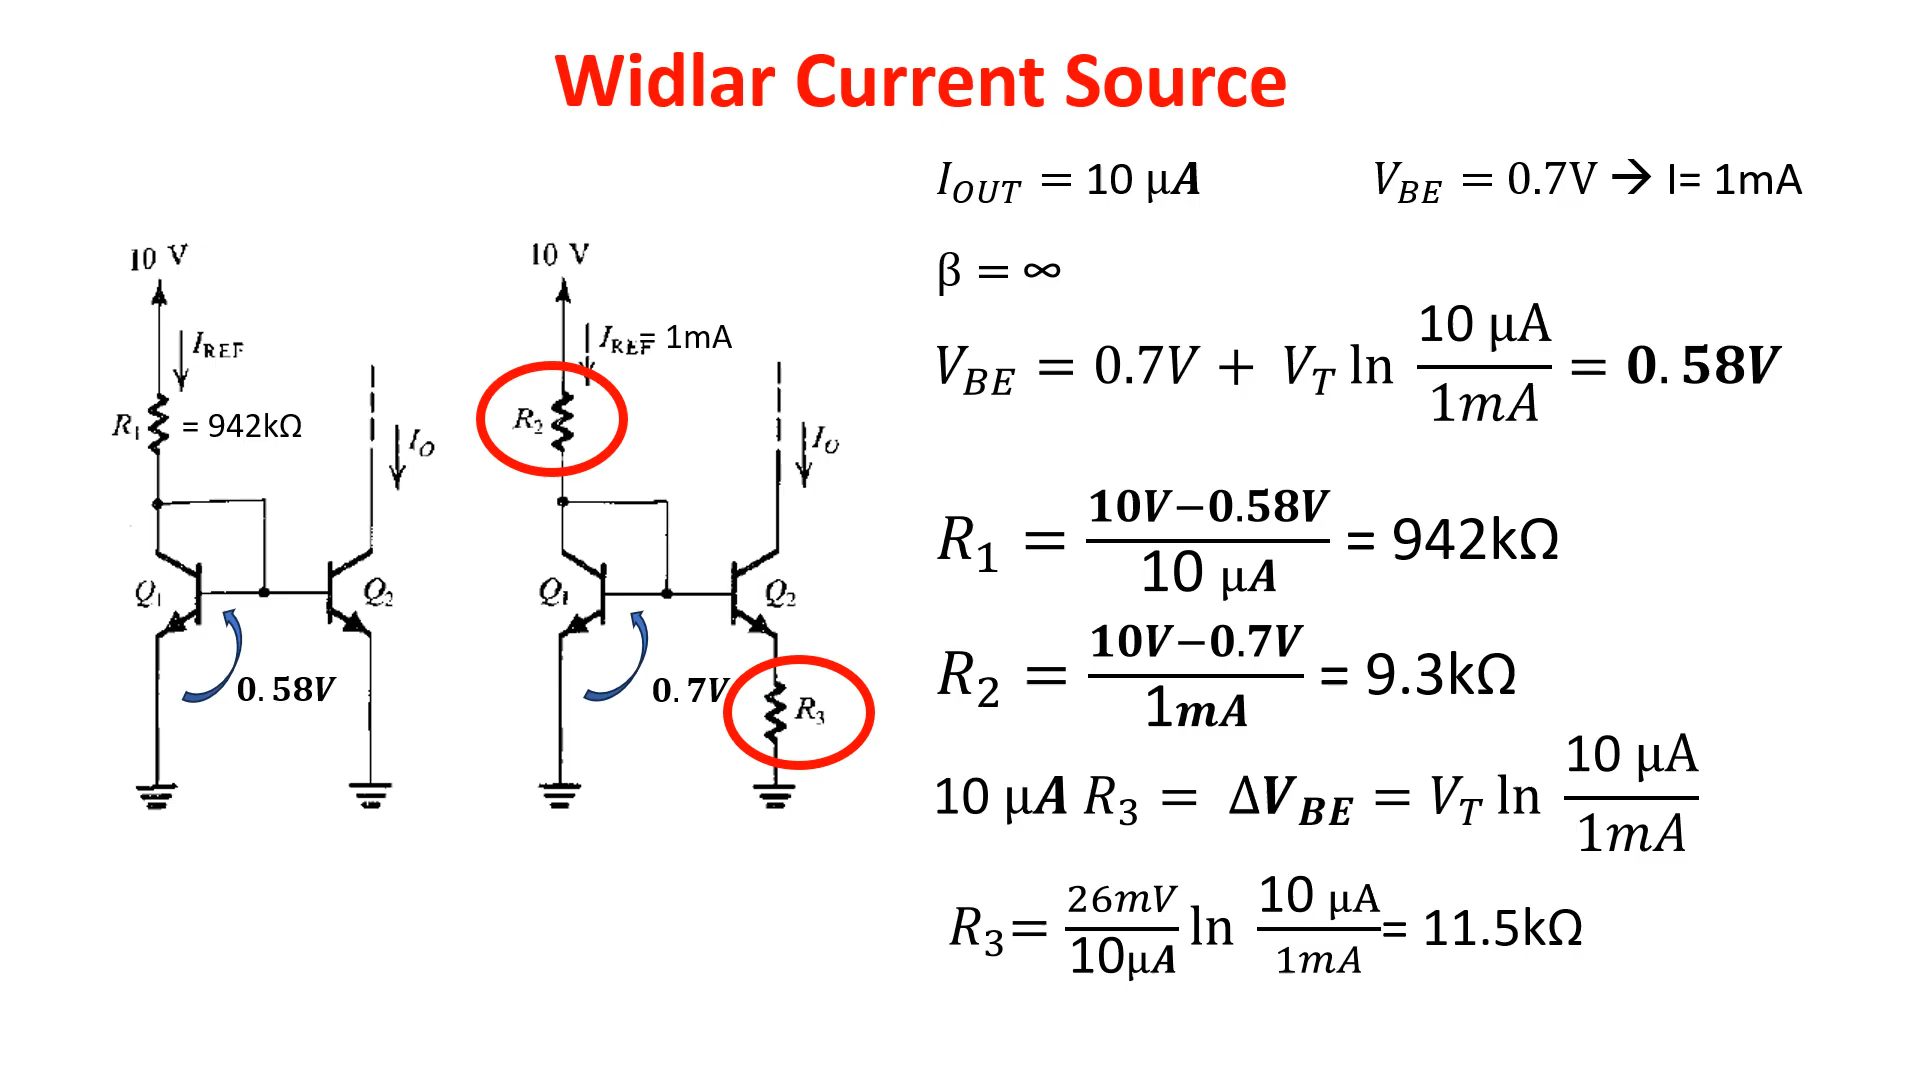 Widlar Current Source
I_OUT = 10 μA
V_BE = 0.7V → I= 1mA
β = ∞
V_BE = 0.7V + V_T ln 10 μA / 1mA = 0.58V
R_1 = 10V−0.58V / 10 μA = 942kΩ
R_2 = 10V−0.7V / 1mA = 9.3kΩ
10 μA R_3 = ΔV_BE = V_T ln 10 μA / 1mA
R_3 = 26mV / 10μA ln 10 μA / 1mA = 11.5kΩ
10 V
I_REF
R_1 = 942kΩ
I_O
Q_1
Q_2
0.58V
10 V
I_REF = 1mA
R_2
I_O
Q_1
Q_2
0.7V
R_3